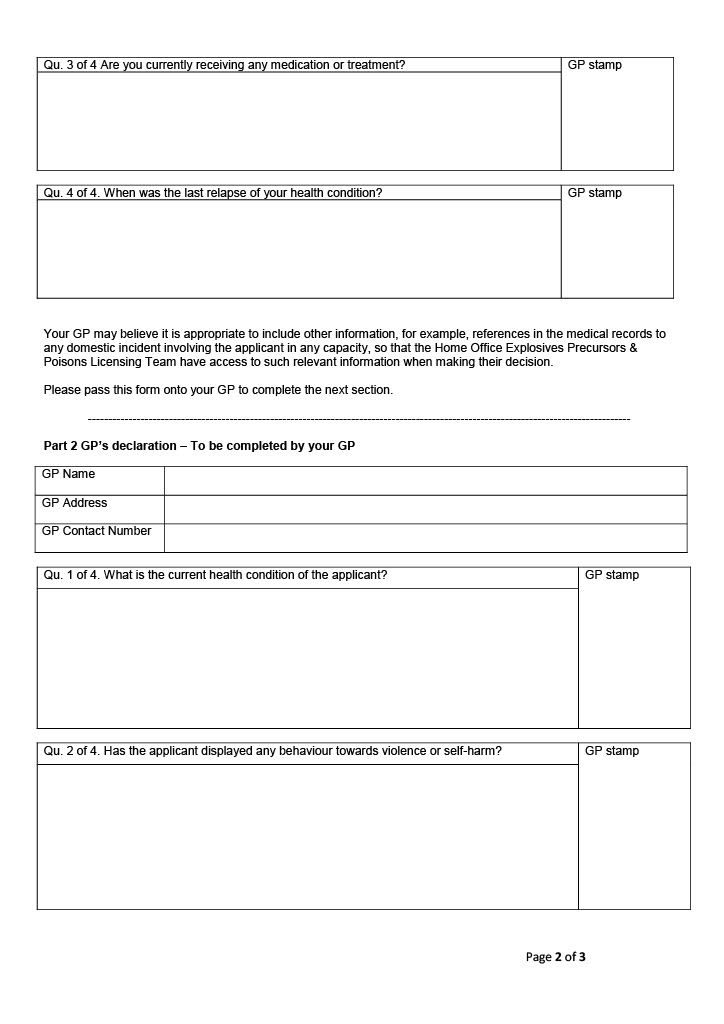 Qu. 3 of 4 Are you currently receiving any medication or treatment?
GP stamp
Qu. 4 of 4. When was the last relapse of your health condition?
GP stamp
Your GP may believe it is appropriate to include other information, for example, references in the medical records to
any domestic incident involving the applicant in any capacity, so that the Home Office Explosives Precursors &
Poisons Licensing Team have access to such relevant information when making their decision.
Please pass this form onto your GP to complete the next section.
Part 2 GP’s declaration – To be completed by your GP
GP Name
GP Address
GP Contact Number
Qu. 1 of 4. What is the current health condition of the applicant?
GP stamp
Qu. 2 of 4. Has the applicant displayed any behaviour towards violence or self-harm?
GP stamp
Page 2 of 3